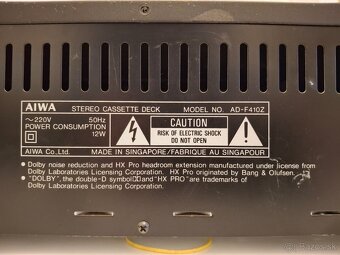 AIWA STEREO CASSETTE DECK MODEL NO. AD-F410Z
~220V 50Hz
POWER CONSUMPTION
12W
AIWA Co., Ltd.
CAUTION
RISK OF ELECTRIC SHOCK
DO NOT OPEN
MADE IN SINGAPORE/FABRIQUE AU SINGAPOUR
Dolby noise reduction and HX Pro headroom extension manufactured under license from
Dolby Laboratories Licensing Corporation. HX Pro originated by Bang & Olufsen.
"DOLBY", the double-D symbol and "HX PRO" are trademarks of
Dolby Laboratories Licensing Corporation.